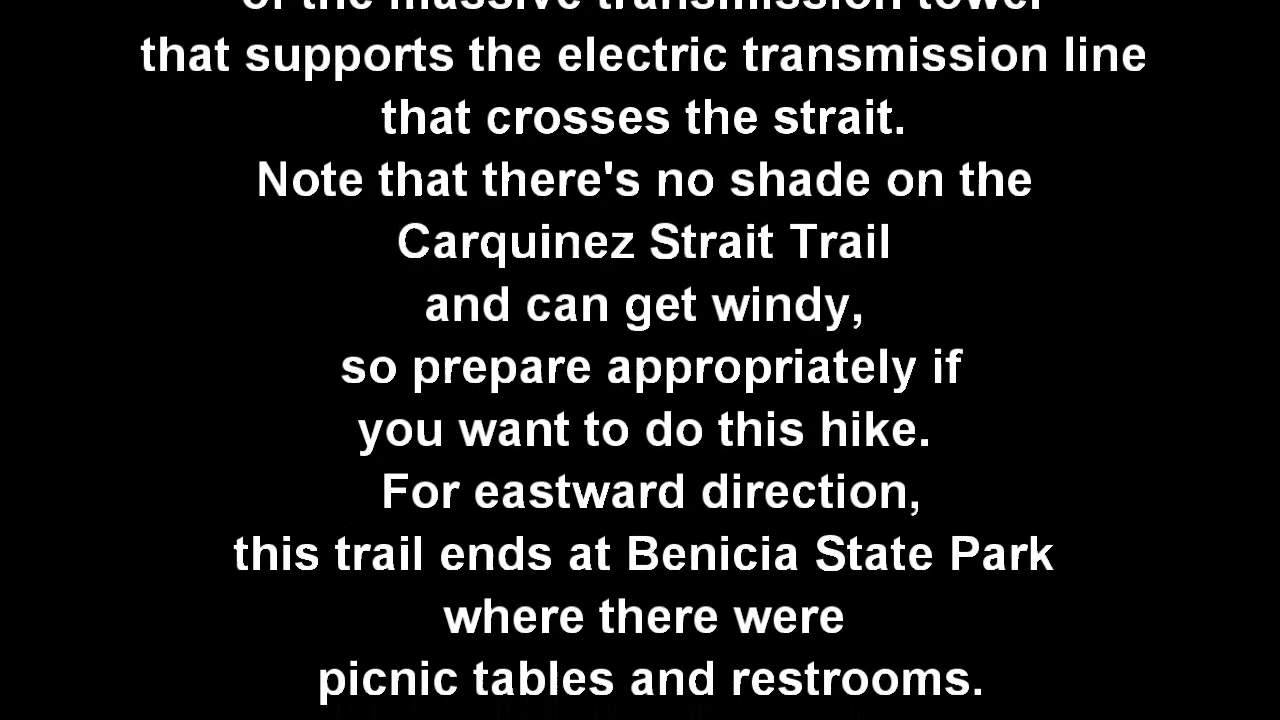 of the massive transmission tower
that supports the electric transmission line
that crosses the strait.
Note that there's no shade on the
Carquinez Strait Trail
and can get windy,
so prepare appropriately if
you want to do this hike.
For eastward direction,
this trail ends at Benicia State Park
where there were
picnic tables and restrooms.